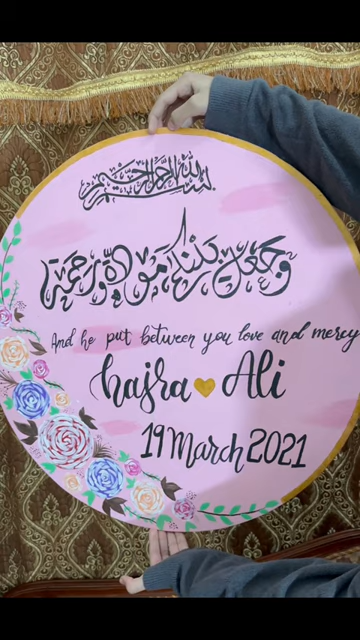 بسم الله الرحمن الرحيم
وجعل بينكم مودة ورحمة
And he put between you love and mercy
hajra Ali
19 March 2021